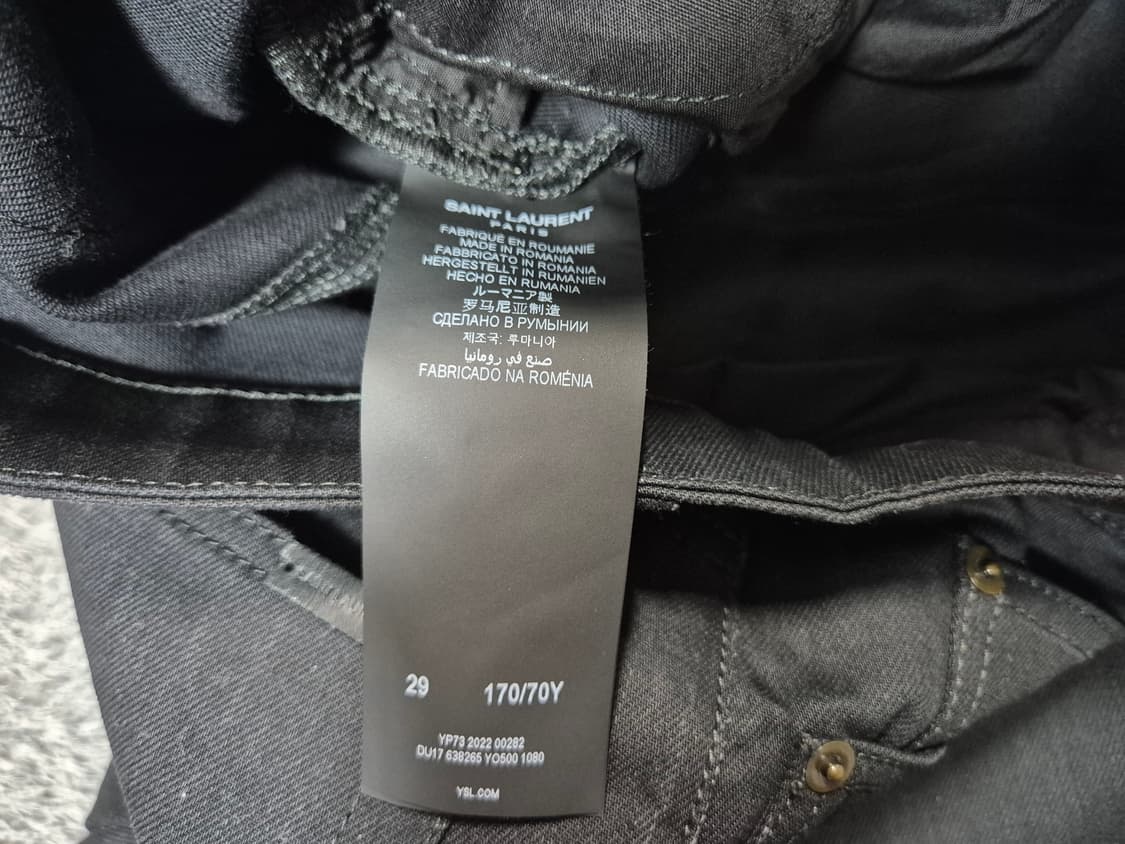 SAINT LAURENT
PARIS
FABRIQUÉ EN ROUMANIE
MADE IN ROMANIA
FABBRICATO IN ROMANIA
HERGESTELLT IN RUMÄNIEN
HECHO EN RUMANIA
ルーマニア製
罗马尼亚制造
СДЕЛАНО В РУМЫНИИ
제조국: 루마니아
صنع في رومانيا
FABRICADO NA ROMÉNIA
29 170/70Y
YP73 2022 00282
DU17 638265 YO500 1080
YSL.COM